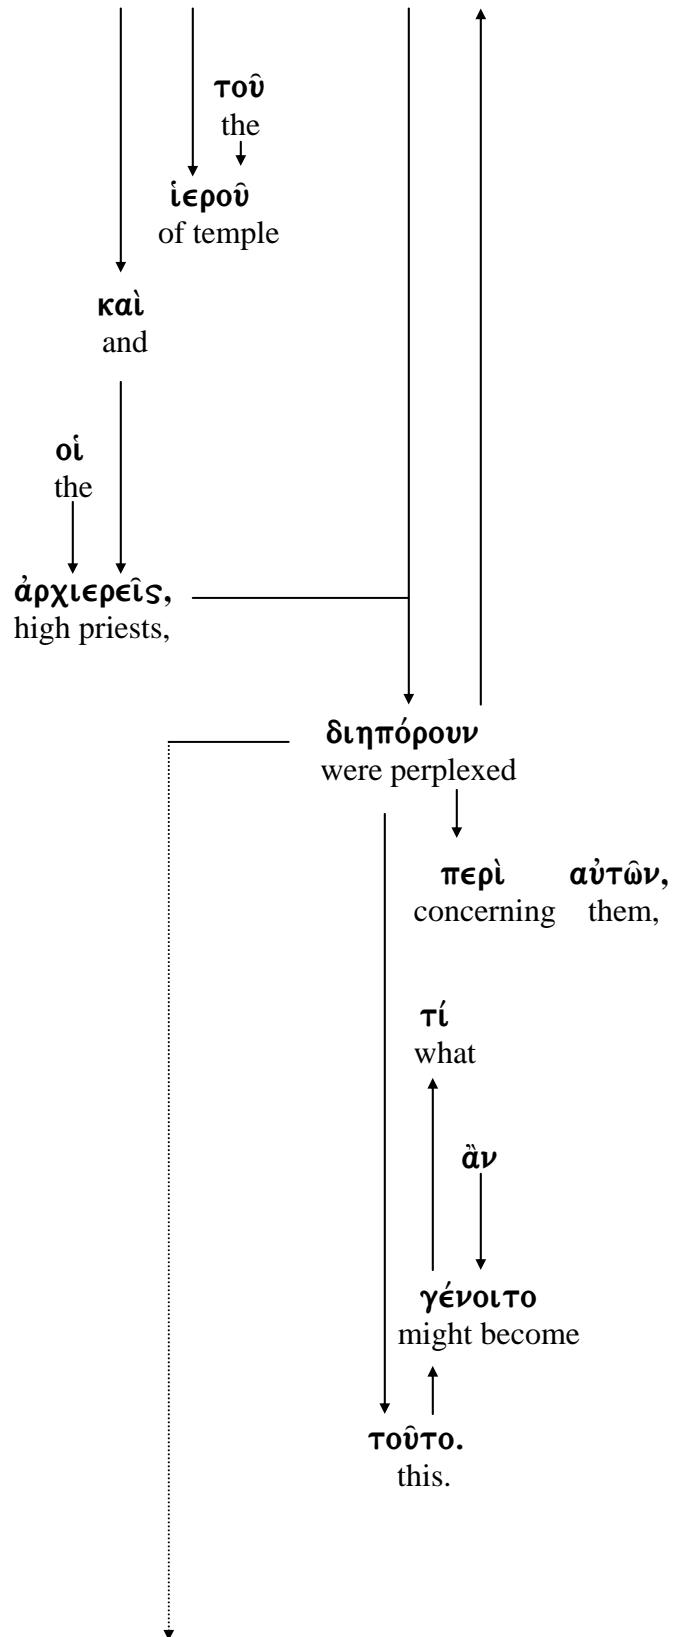 τοῦ
the
ἱεροῦ
of temple
καὶ
and
οἱ
the
ἀρχιερεῖς,
high priests,
διηπόρουν
were perplexed
περὶ αὐτῶν,
concerning them,
τί
what
ἂν
γένοιτο
might become
τοῦτο.
this.